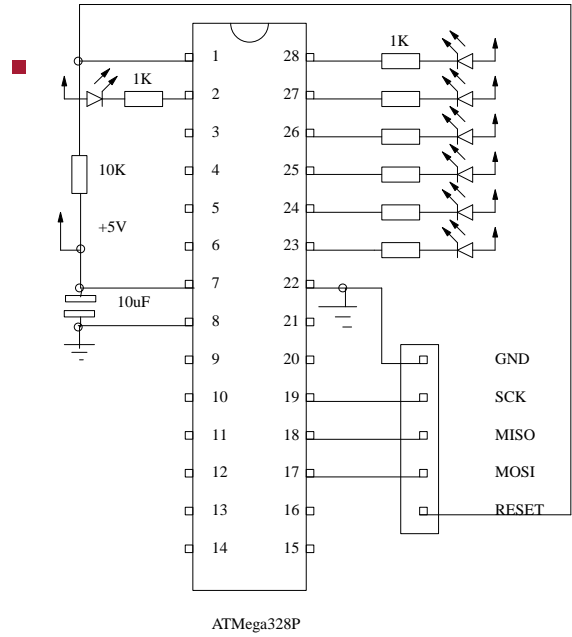 1 28 1K
1K 2 27
3 26
10K 4 25
5 24
+5V 6 23
7 22
10uF 8 21
9 20 GND
10 19 SCK
11 18 MISO
12 17 MOSI
13 16 RESET
14 15
ATMega328P